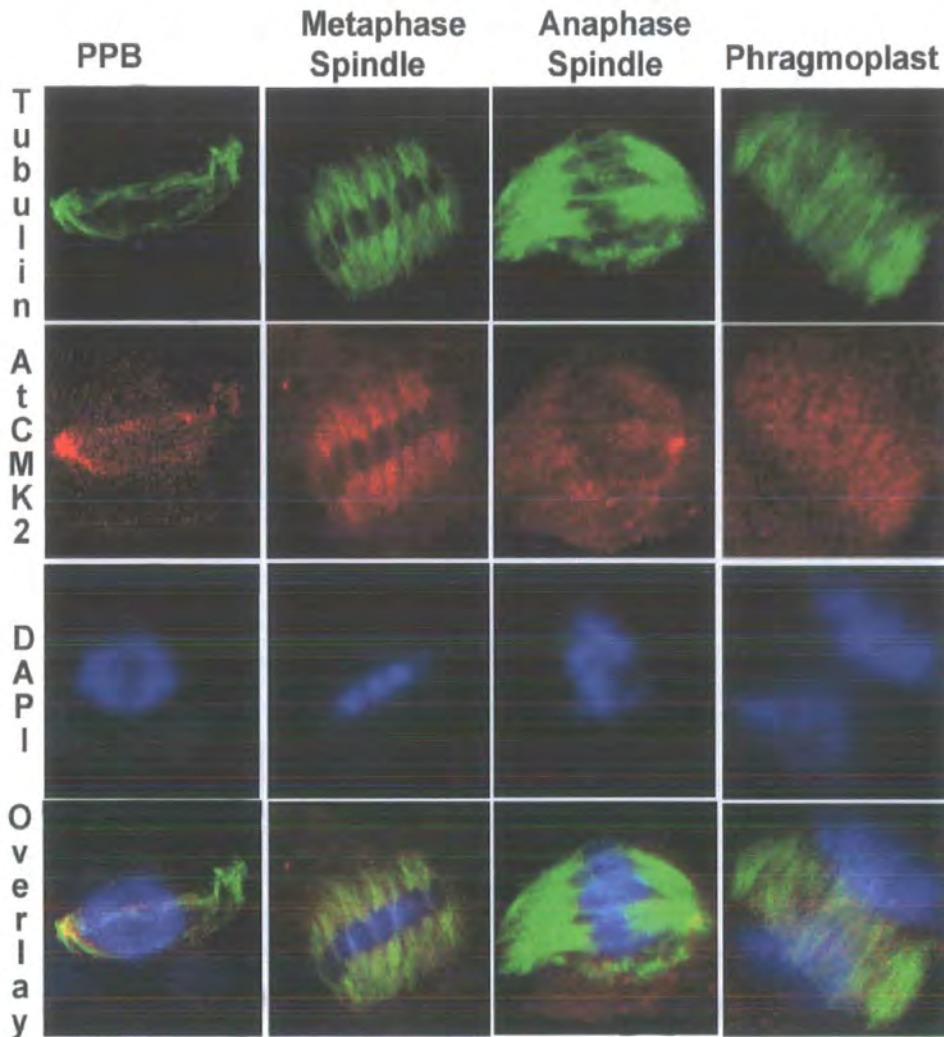 PPB
Metaphase
Spindle
Anaphase
Spindle
Phragmoplast
Tubulin
AtCMK2
DAPI
Overlay